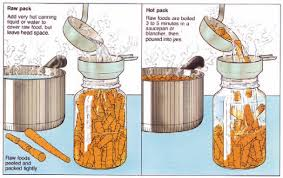 Raw pack
Add very hot canning
liquid or water to
cover raw food, but
leave head space.
Raw foods
peeled and
packed tightly
Hot pack
Raw foods are boiled
3 to 5 minutes in a
saucepan or
blancher, then
poured into jars